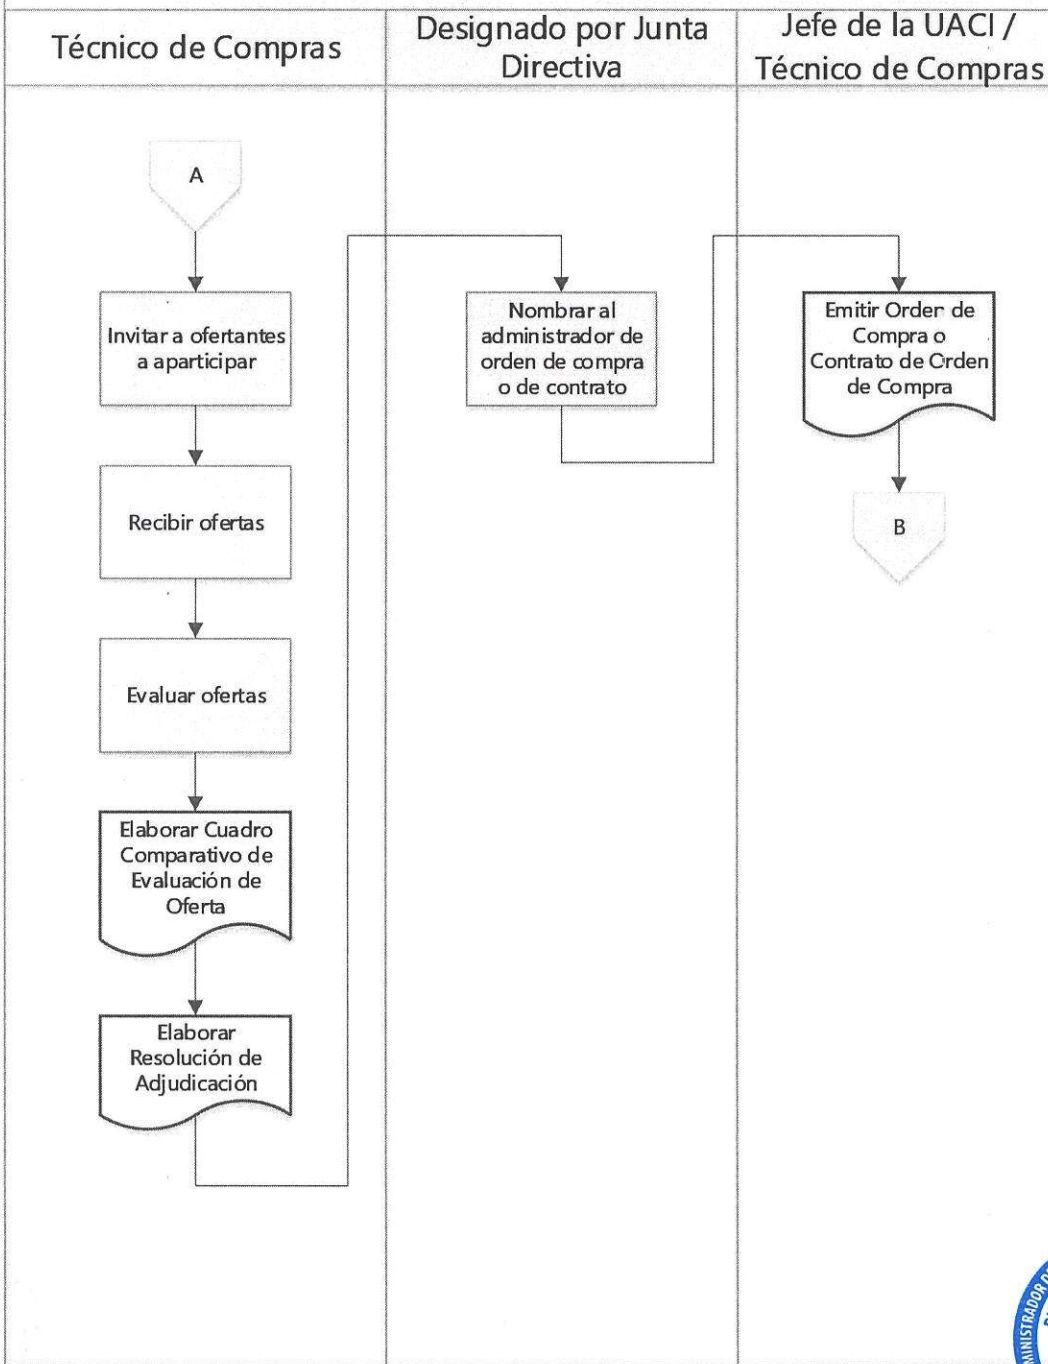 Técnico de Compras
Designado por Junta
Directiva
Jefe de la UACI /
Técnico de Compras
A
Invitar a ofertantes
a aparticipar
Recibir ofertas
Evaluar ofertas
Elaborar Cuadro
Comparativo de
Evaluación de
Oferta
Elaborar
Resolución de
Adjudicación
Nombrar al
administrador de
orden de compra
o de contrato
Emitir Orden de
Compra o
Contrato de Orden
de Compra
B